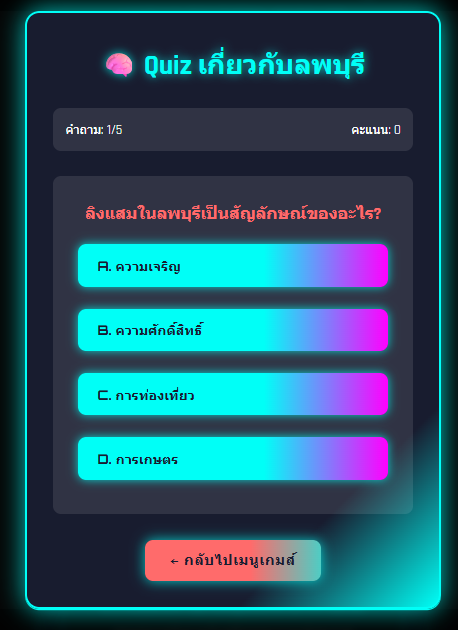 🧠 Quiz เกี่ยวกับลพบุรี
คำถาม: 1/5 คะแนน: 0
ลิงแสมในลพบุรีเป็นสัญลักษณ์ของอะไร?
A. ความเจริญ
B. ความศักดิ์สิทธิ์
C. การท่องเที่ยว
D. การเกษตร
← กลับไปเมนูเกมส์